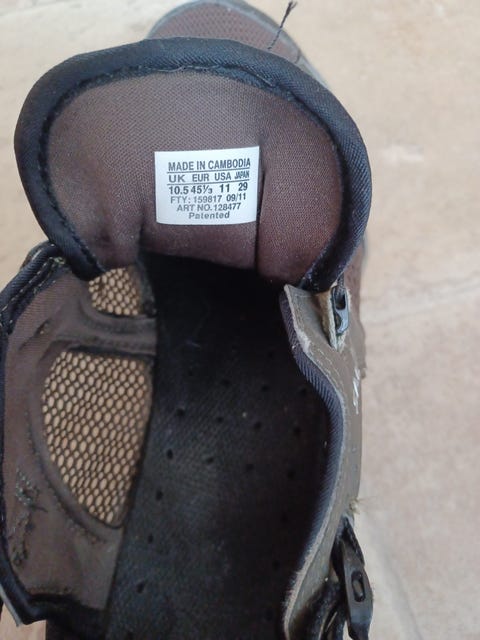 MADE IN CAMBODIA
UK EUR USA JAPAN
10.5 45⅓ 11 29
FTY: 159817 09/11
ART NO. 128477
Patented